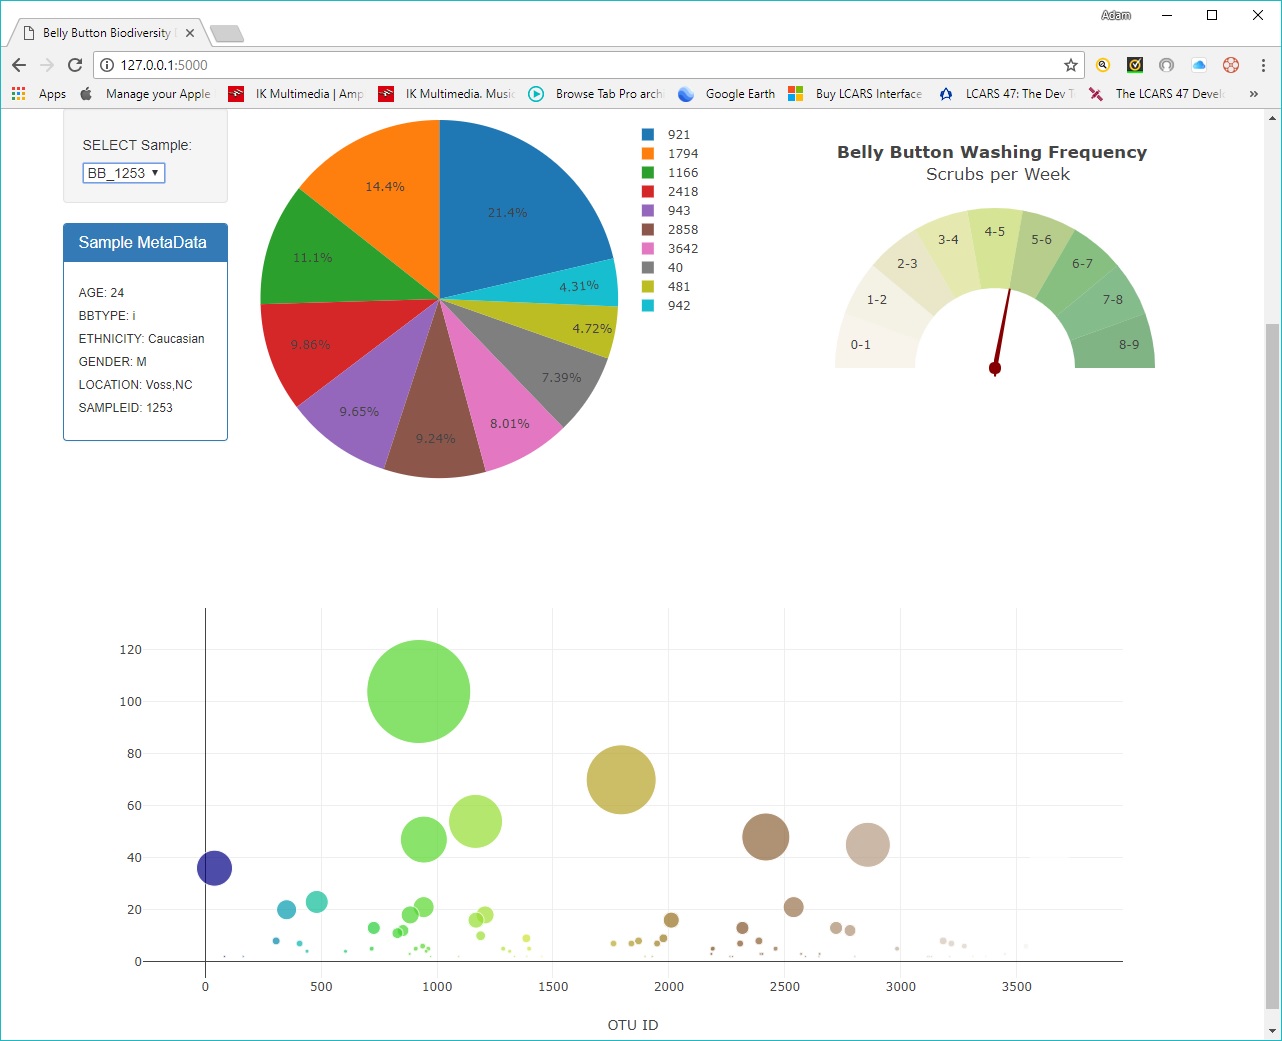 Adam
Belly Button Biodiversity
127.0.0.1:5000
Apps
Manage your Apple
IK Multimedia | Amp
IK Multimedia. Music
Browse Tab Pro arch
Google Earth
Buy LCARS Interface
LCARS 47: The Dev T
The LCARS 47 Devel
»
SELECT Sample:
BB_1253
Sample MetaData
AGE: 24
BBTYPE: i
ETHNICITY: Caucasian
GENDER: M
LOCATION: Voss,NC
SAMPLEID: 1253
21.4%
14.4%
11.1%
9.86%
9.65%
9.24%
8.01%
7.39%
4.72%
4.31%
921
1794
1166
2418
943
2858
3642
40
481
942
Belly Button Washing Frequency
Scrubs per Week
0-1
1-2
2-3
3-4
4-5
5-6
6-7
7-8
8-9
120
100
80
60
40
20
0
0 500 1000 1500 2000 2500 3000 3500
OTU ID